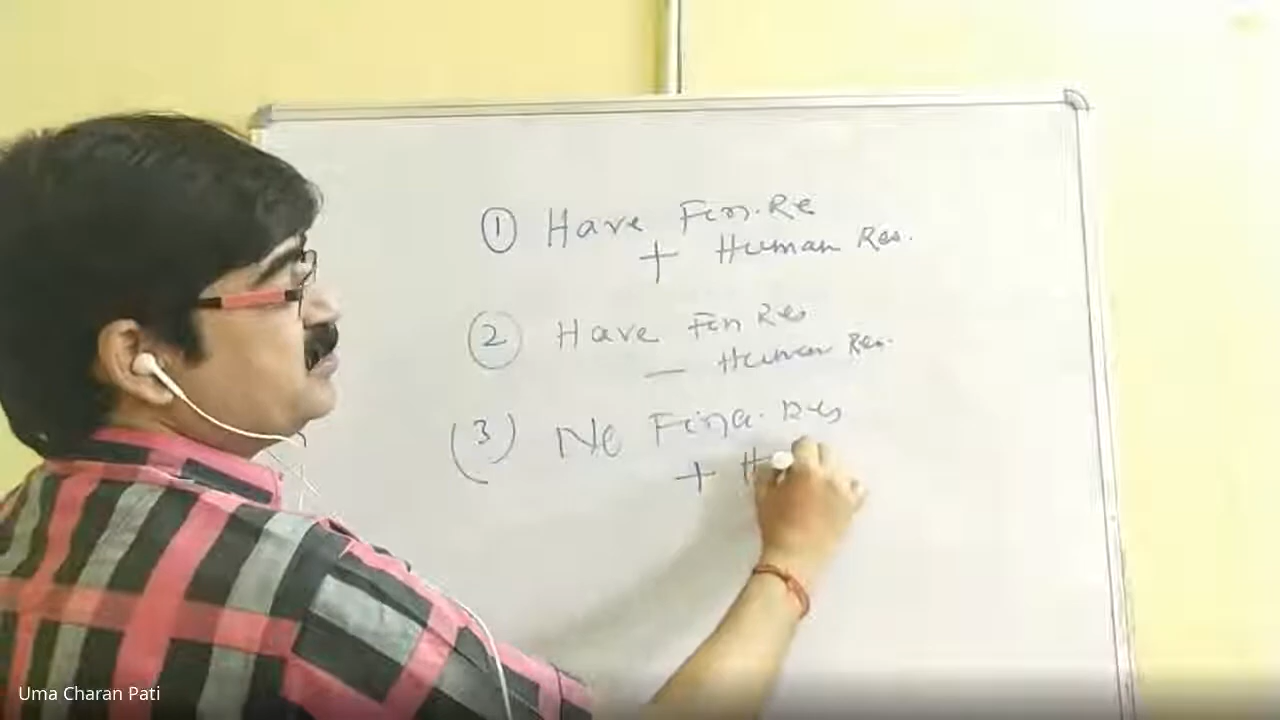 ① Have Fin. Re
+ Human Res.
② Have Fin Res
— Human Res.
(3) No Fina. Res
+ H
Uma Charan Pati